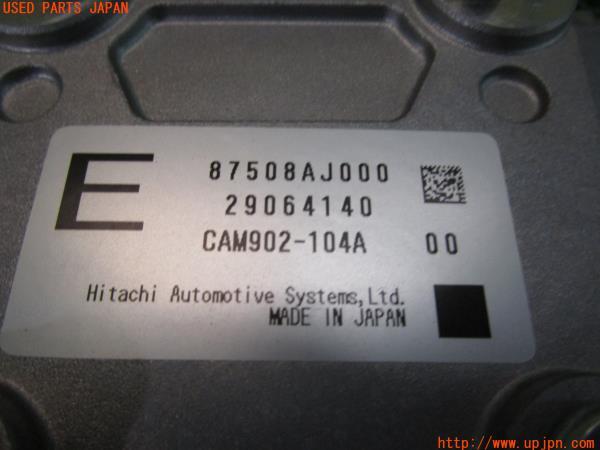 USED PARTS JAPAN
E
87508AJ000
29064140
CAM902-104A 00
Hitachi Automotive Systems,Ltd.
MADE IN JAPAN
http://www.upjpn.com